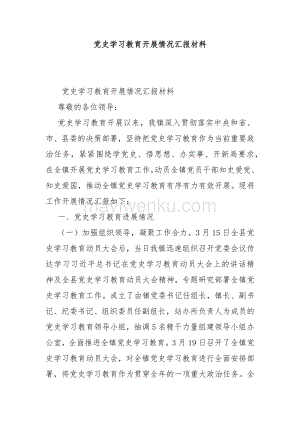 党史学习教育开展情况汇报材料
党史学习教育开展情况汇报材料
尊敬的各位领导：
党史学习教育开展以来，我镇深入贯彻落实中央和省、
市、县委的决策部署，坚持把党史学习教育作为当前重要政
治任务，紧紧围绕学党史、悟思想、办实事、开新局要求，
在全镇开展党史学习教育工作，动员全镇党员干部知史爱党、
知史爱国，推动全镇党史学习教育有序有力有效开展。现将
工作开展情况汇报如下：
mayiwenku.com
一、党史学习教育进展情况
（一）加强组织领导，凝聚工作合力。3 月 15 日全县党
史学习教育动员大会后，当日我镇迅速组织召开党委会议传
达学习习近平总书记在党史学习教育动员大会上的讲话精
神及全县党史学习教育动员大会精神，专题研究部署全镇党
史学习教育工作。成立了由镇党委书记任组长，镇长、副书
记、纪委书记、组织委员任副组长，站办所负责人为成员的
党史学习教育领导小组，抽调 5 名精干力量组建领导小组办
公室，全面推进全镇党史学习教育。3 月 19 日召开了全镇党
史学习教育动员大会，对全镇党史学习教育进行全面安排部
署，将党史学习教育作为贯穿全年的一项重大政治任务。全